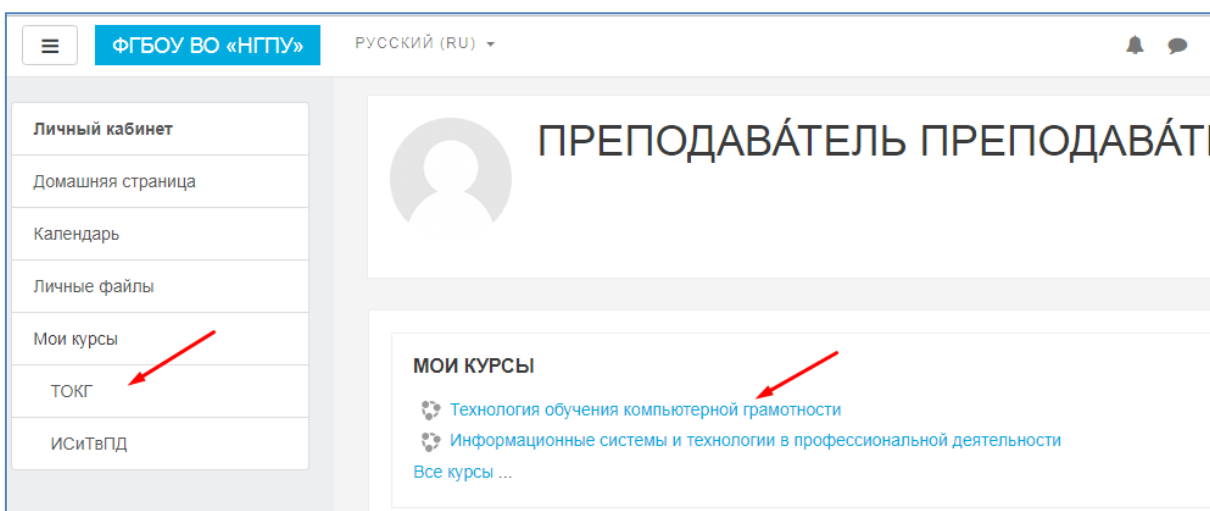 ФГБОУ ВО «НГПУ» РУССКИЙ (RU)
Личный кабинет
Домашняя страница
Календарь
Личные файлы
Мои курсы
ТОКГ
ИСиТвПД
ПРЕПОДАВА́ТЕЛЬ
МОИ КУРСЫ
Технология обучения компьютерной грамотности
Информационные системы и технологии в профессиональной деятельности
Все курсы ...